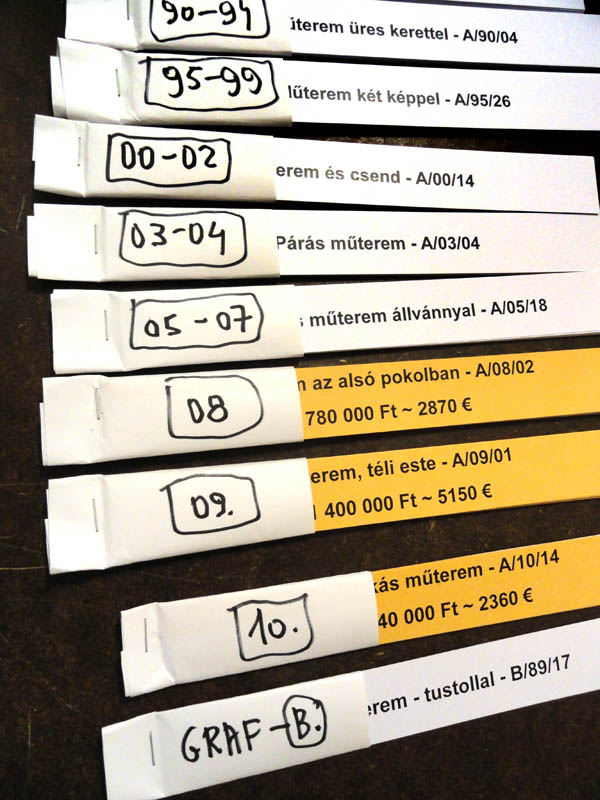 90-94 űterem üres kerettel - A/90/04
95-99 űterem két képpel - A/95/26
00-02 erem és csend - A/00/14
03-04 Párás műterem - A/03/04
05-07 s műterem állvánnyal - A/05/18
08 az alsó pokolban - A/08/02
780 000 Ft ~ 2870 €
09. erem, téli este - A/09/01
400 000 Ft ~ 5150 €
10. kás műterem - A/10/14
40 000 Ft ~ 2360 €
GRAF-B. erem - tustollal - B/89/17